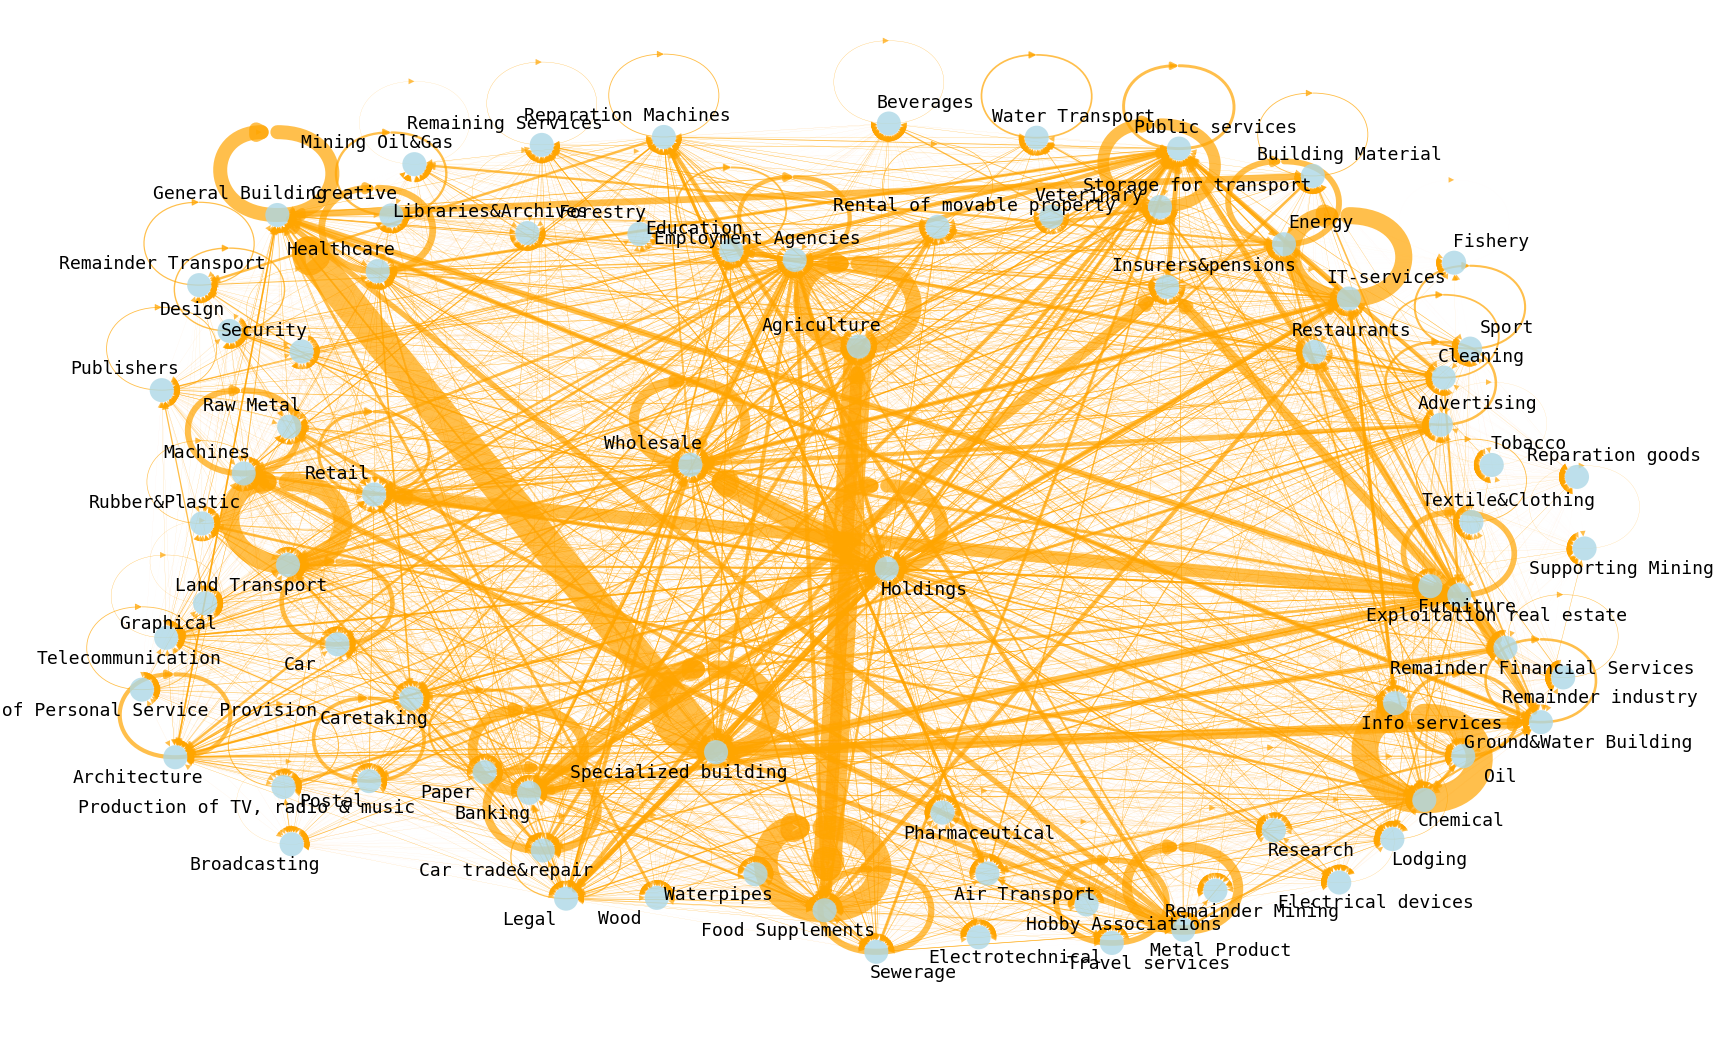 Beverages
Reparation Machines
Water Transport
Remaining Services
Public services
Mining Oil&Gas
Building Material
Storage for transport
General Building
Creative
Veterinary
Rental of movable property
Libraries&Archives
Forestry
Energy
Education
Employment Agencies
Fishery
Healthcare
Remainder Transport
Insurers&pensions
IT-services
Design
Agriculture
Sport
Security
Restaurants
Cleaning
Publishers
Raw Metal
Advertising
Wholesale
Tobacco
Machines
Reparation goods
Retail
Rubber&Plastic
Textile&Clothing
Supporting Mining
Land Transport
Holdings
Furniture
Exploitation real estate
Graphical
Telecommunication
Car
Remainder Financial Services
Remainder industry
of Personal Service Provision
Caretaking
Info services
Ground&Water Building
Specialized building
Architecture
Oil
Paper
Postal
Production of TV, radio & music
Banking
Chemical
Pharmaceutical
Research
Lodging
Broadcasting
Car trade&repair
Waterpipes
Air Transport
Electrical devices
Remainder Mining
Legal
Wood
Hobby Associations
Food Supplements
Metal Product
Electrotechnical
Travel services
Sewerage